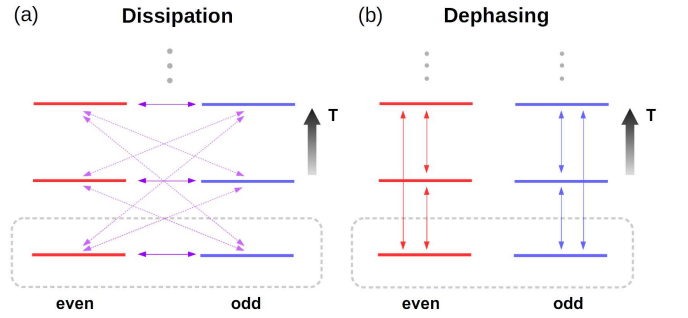 (a) Dissipation
T
even odd
(b) Dephasing
T
even odd